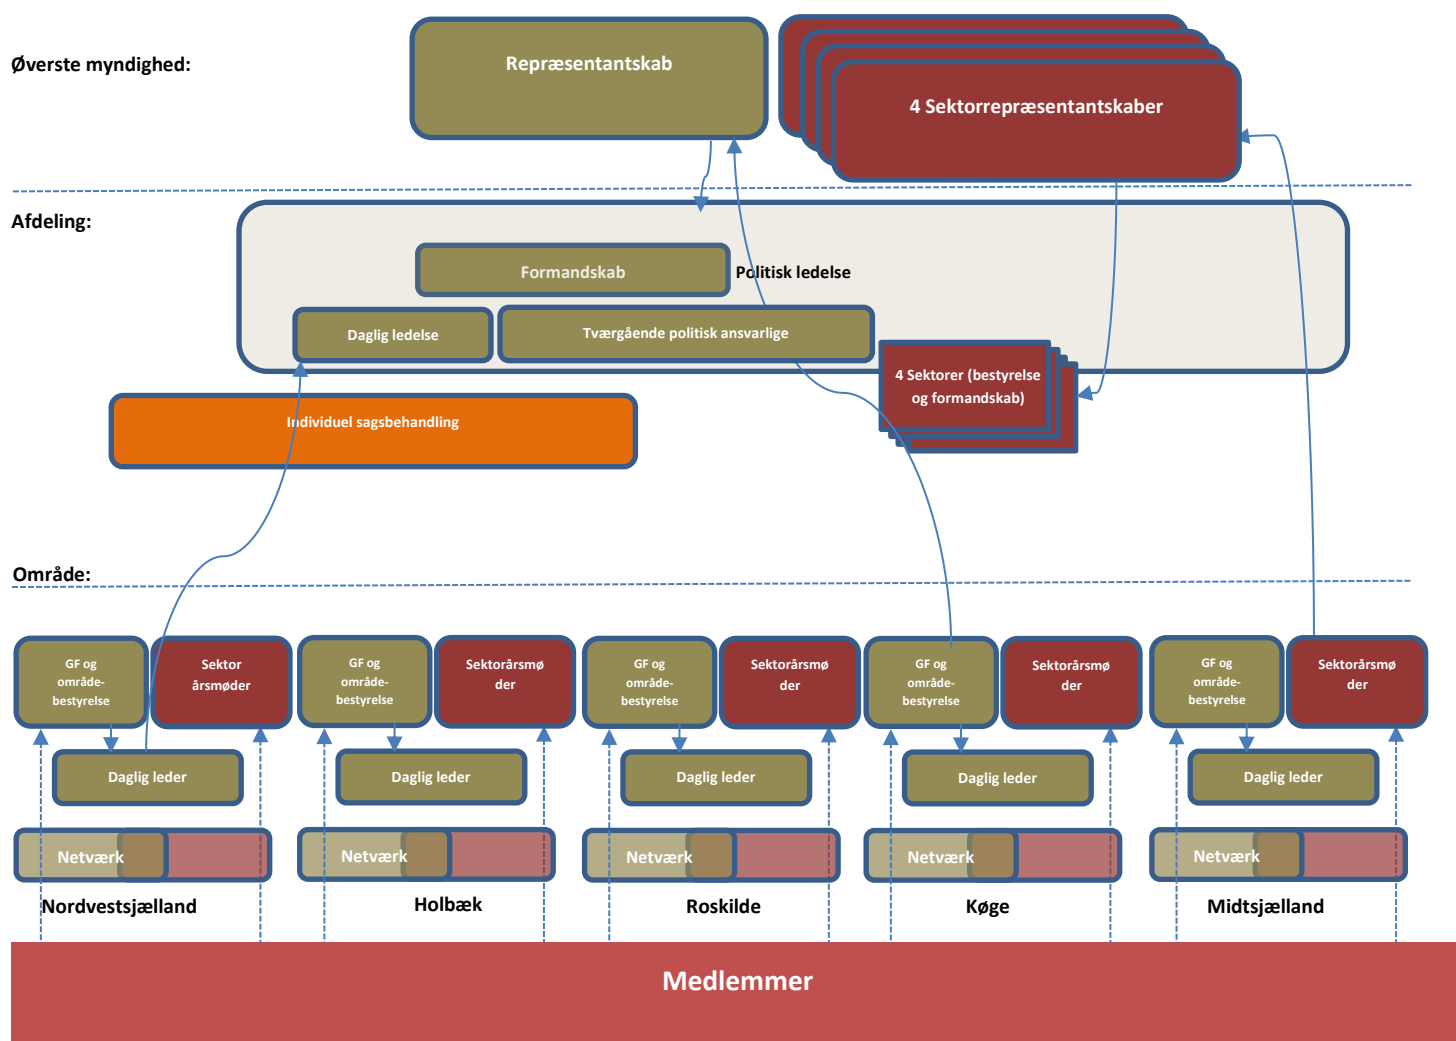 Øverste myndighed:
Repræsentantskab
4 Sektorrepræsentantskaber
Afdeling:
Formandskab
Politisk ledelse
Daglig ledelse
Tværgående politisk ansvarlige
4 Sektorer (bestyrelse
og formandskab)
Individuel sagsbehandling
Område:
GF og
område-
bestyrelse
Sektor
årsmøder
GF og
område-
bestyrelse
Sektorårsmø
der
GF og
område-
bestyrelse
Sektorårsmø
der
GF og
område-
bestyrelse
Sektorårsmø
der
GF og
område-
bestyrelse
Sektorårsmø
der
Daglig leder
Daglig leder
Daglig leder
Daglig leder
Daglig leder
Netværk
Netværk
Netværk
Netværk
Netværk
Nordvestsjælland
Holbæk
Roskilde
Køge
Midtsjælland
Medlemmer